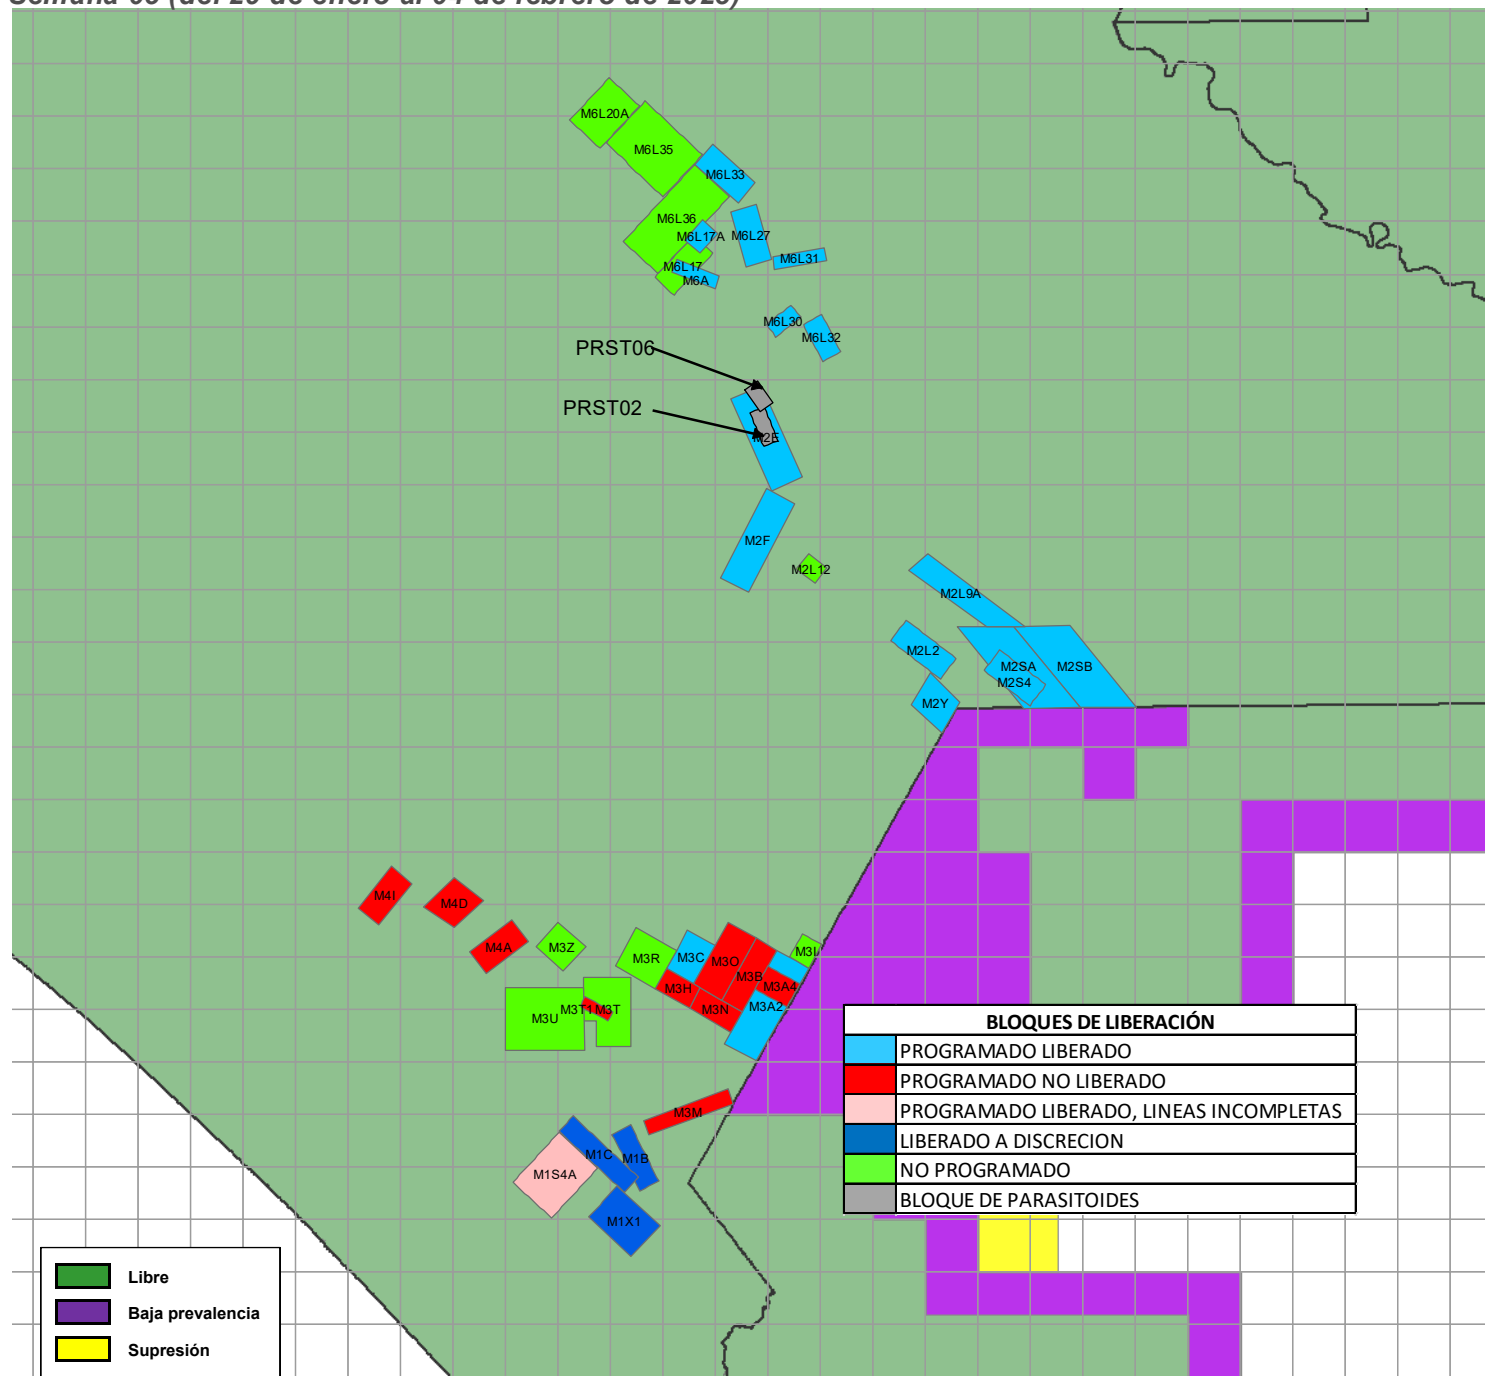 M6L20A
M6L35
M6L33
M6L36
M6L17A
M6L27
M6L31
M6L17
M6A
M6L30
M6L32
PRST06
PRST02
M2E
M2F
M2L12
M2L9A
M2L2
M2SA
M2SB
M2S4
M2Y
M4I
M4D
M4A
M3Z
M3R
M3C
M3O
M3L
M3B
M3H
M3A4
M3N
M3A2
M3T1
M3T
M3U
M3M
M1C
M1B
M1S4A
M1X1
BLOQUES DE LIBERACIÓN
PROGRAMADO LIBERADO
PROGRAMADO NO LIBERADO
PROGRAMADO LIBERADO, LINEAS INCOMPLETAS
LIBERADO A DISCRECION
NO PROGRAMADO
BLOQUE DE PARASITOIDES
Libre
Baja prevalencia
Supresión